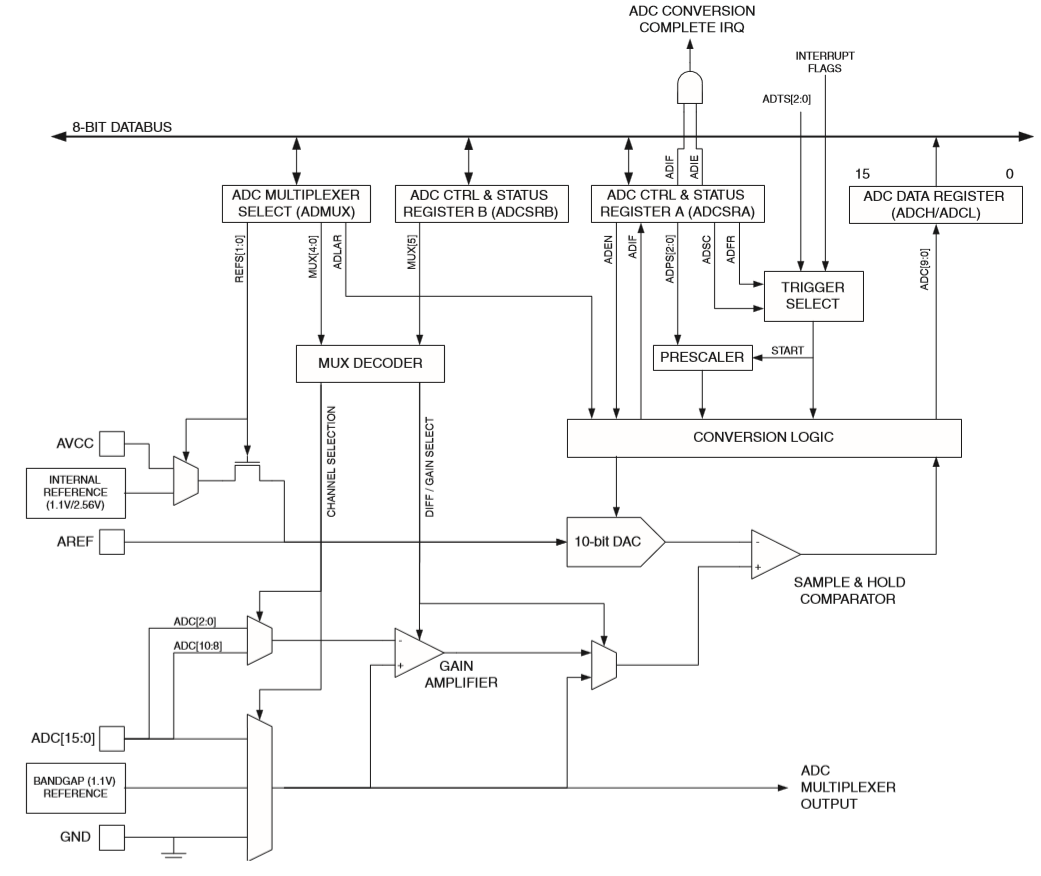 ADC CONVERSION
COMPLETE IRQ
INTERRUPT
FLAGS
ADTS[2:0]
8-BIT DATABUS
ADIF
ADIE
15
0
ADC MULTIPLEXER
SELECT (ADMUX)
ADC CTRL & STATUS
REGISTER B (ADCSRB)
ADC CTRL & STATUS
REGISTER A (ADCSRA)
ADC DATA REGISTER
(ADCH/ADCL)
REFS[1:0]
MUX[4:0]
ADLAR
MUX[5]
ADEN
ADIF
ADPS[2:0]
ADSC
ADFR
ADC[9:0]
TRIGGER
SELECT
MUX DECODER
PRESCALER
START
CHANNEL SELECTION
DIFF / GAIN SELECT
CONVERSION LOGIC
AVCC
INTERNAL
REFERENCE
(1.1V/2.56V)
AREF
10-bit DAC
-
+
SAMPLE & HOLD
COMPARATOR
ADC[2:0]
ADC[10:8]
-
+
GAIN
AMPLIFIER
ADC[15:0]
BANDGAP (1.1V)
REFERENCE
ADC
MULTIPLEXER
OUTPUT
GND